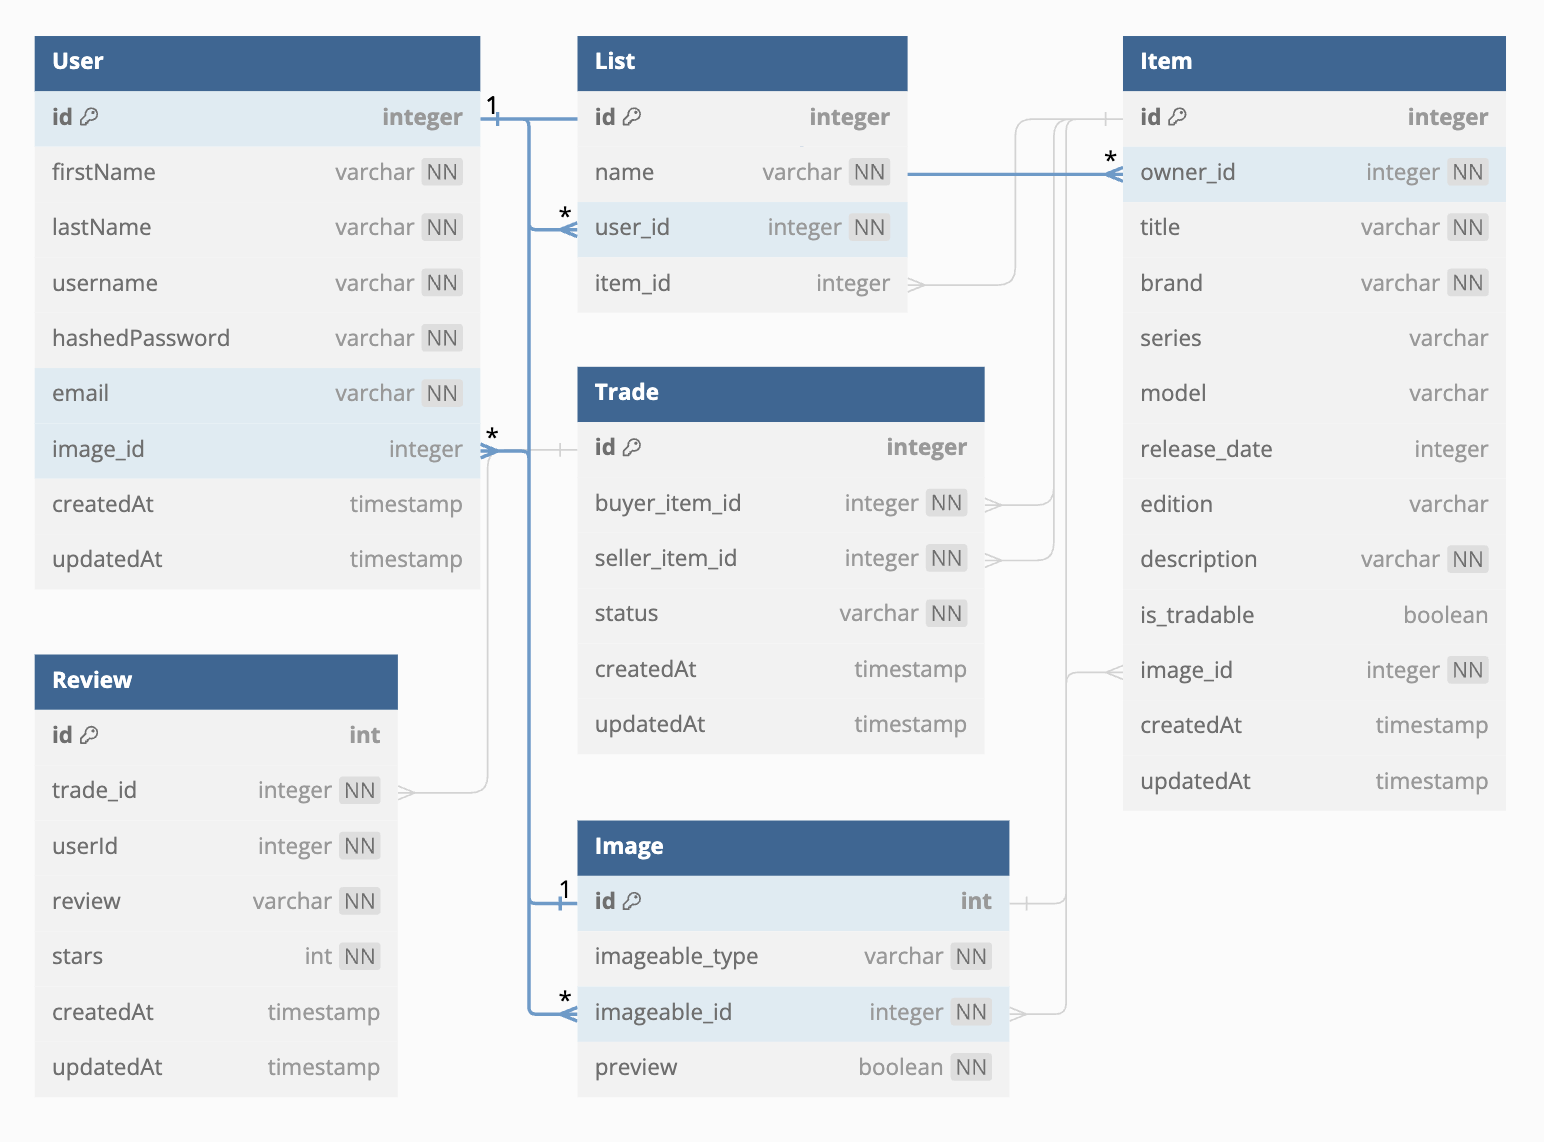 User
id integer
firstName varchar NN
lastName varchar NN
username varchar NN
hashedPassword varchar NN
email varchar NN
image_id integer
createdAt timestamp
updatedAt timestamp
1
*
Review
id int
trade_id integer NN
userId integer NN
review varchar NN
stars int NN
createdAt timestamp
updatedAt timestamp
List
id integer
name varchar NN
* user_id integer NN
item_id integer
Trade
id integer
buyer_item_id integer NN
seller_item_id integer NN
status varchar NN
createdAt timestamp
updatedAt timestamp
Image
1 id int
imageable_type varchar NN
* imageable_id integer NN
preview boolean NN
Item
id integer
* owner_id integer NN
title varchar NN
brand varchar NN
series varchar
model varchar
release_date integer
edition varchar
description varchar NN
is_tradable boolean
image_id integer NN
createdAt timestamp
updatedAt timestamp